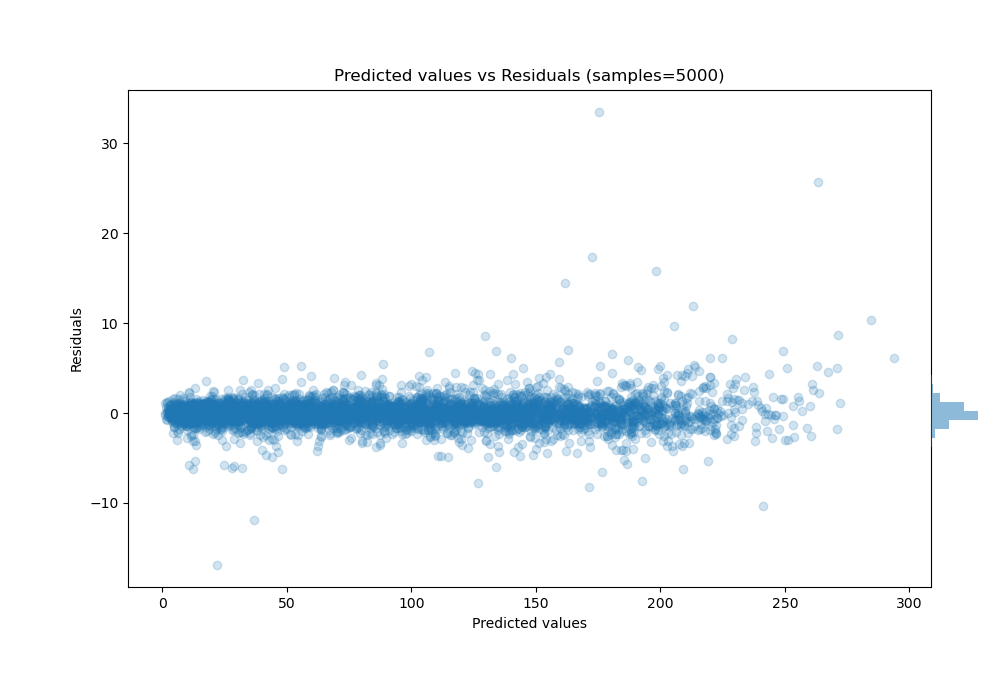 Predicted values vs Residuals (samples=5000)
30
20
10
0
−10
Residuals
0 50 100 150 200 250 300
Predicted values